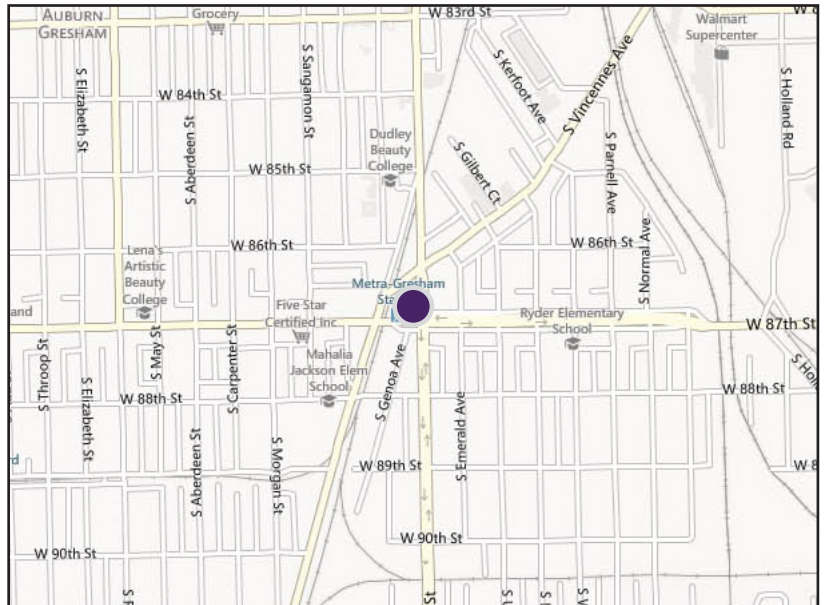 W 83rd St
W 8
AUBURN
GRESHAM
Grocery
Walmart
Supercenter
S Elizabeth St
S Sangamon St
S Kerfoot Ave
S Vincennes Ave
S Holland Rd
W 84th St
S Aberdeen St
Dudley
Beauty
College
S Gilbert Ct
S Parnell Ave
W 85th St
W 86th St
W 86th St
S Normal Ave.
Lena's
Artistic
Beauty
College
Metra-Gresham
Sta
and
Five Star
Certified Inc
Ryder Elementary
School
W 87th St
S Throop St
S May St
S Carpenter St
Mahalia
Jackson Elem
School
S Genoa Ave
S Holl
S Elizabeth St
W 88th St
W 88th St
S Emerald Ave
S Aberdeen St
S Morgan St
rd
W 89th St
W 8
W 90th St
W 90th St
St